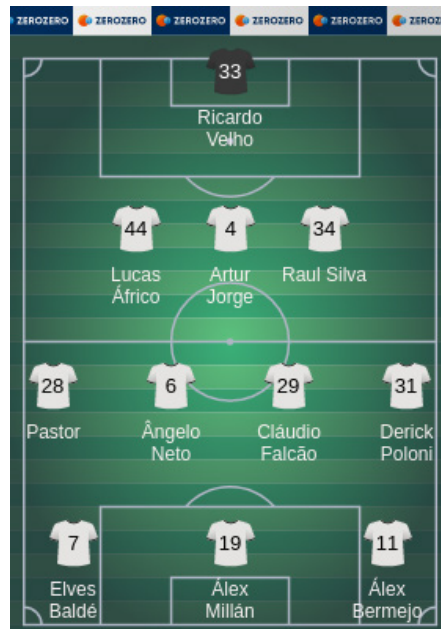 ZEROZERO ZEROZERO ZEROZERO ZEROZERO ZEROZERO
33
Ricardo
Velho
44 4 34
Lucas Artur Raul Silva
África Jorge
28 6 29 31
Pastor Ângelo Cláudio Derick
Neto Falcão Poloni
7 19 11
Elves Álex Álex
Baldé Millán Bermejo